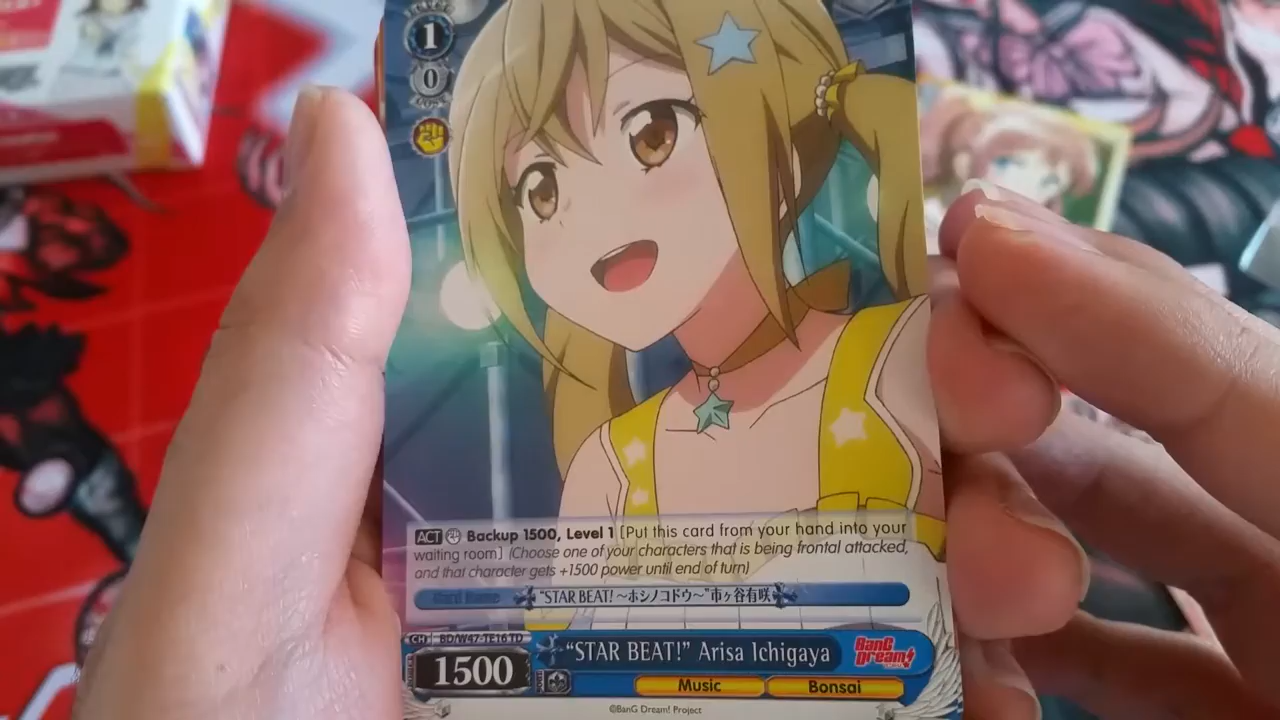 1
0
ACT Backup 1500, Level 1 [Put this card from your hand into your
waiting room] (Choose one of your characters that is being frontal attacked,
and that character gets +1500 power until end of turn)
Card Name "STAR BEAT!～ホシノコドウ～"市ヶ谷有咲
CH BD/W47-TE16 TD
1500
"STAR BEAT!" Arisa Ichigaya
BanG Dream!
Music Bonsai
©BanG Dream! Project